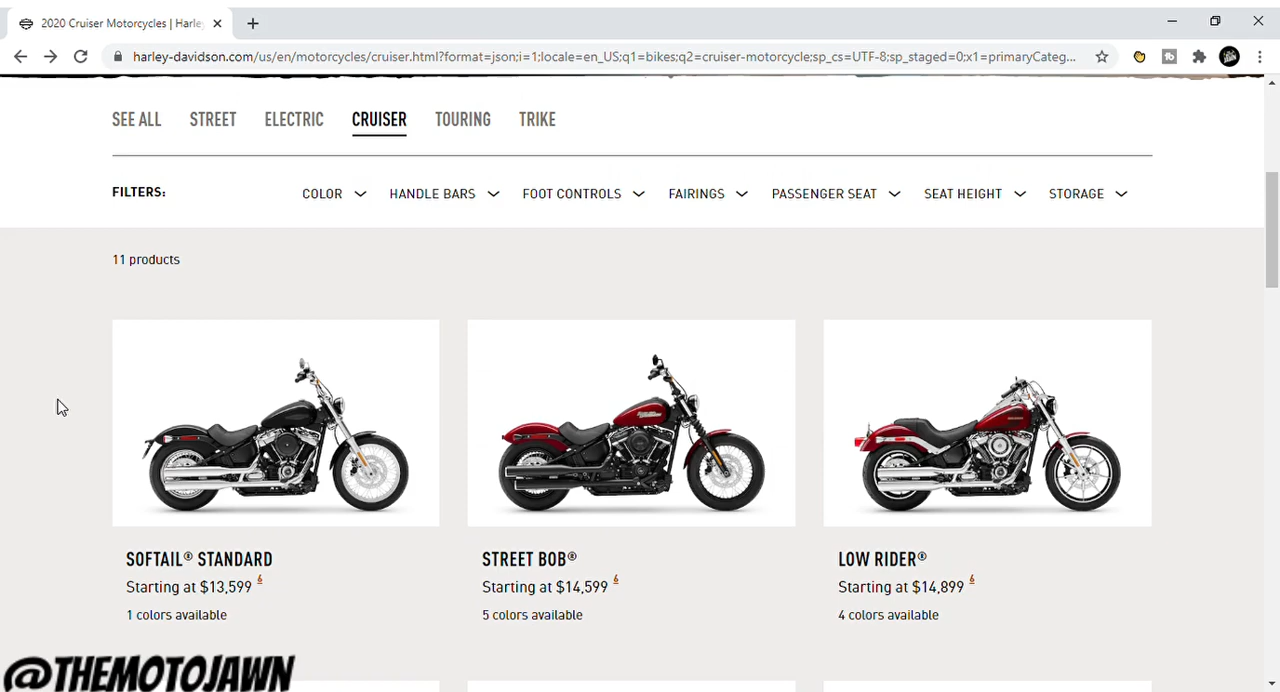 2020 Cruiser Motorcycles | Harley
harley-davidson.com/us/en/motorcycles/cruiser.html?format=json;i=1;locale=en_US;q1=bikes;q2=cruiser-motorcycle;sp_cs=UTF-8;sp_staged=0;x1=primaryCateg...
SEE ALL STREET ELECTRIC CRUISER TOURING TRIKE
FILTERS: COLOR HANDLE BARS FOOT CONTROLS FAIRINGS PASSENGER SEAT SEAT HEIGHT STORAGE
11 products
SOFTAIL® STANDARD
Starting at $13,599 6
1 colors available
STREET BOB®
Starting at $14,599 6
5 colors available
LOW RIDER®
Starting at $14,899 6
4 colors available
@THEMOTOJAWN